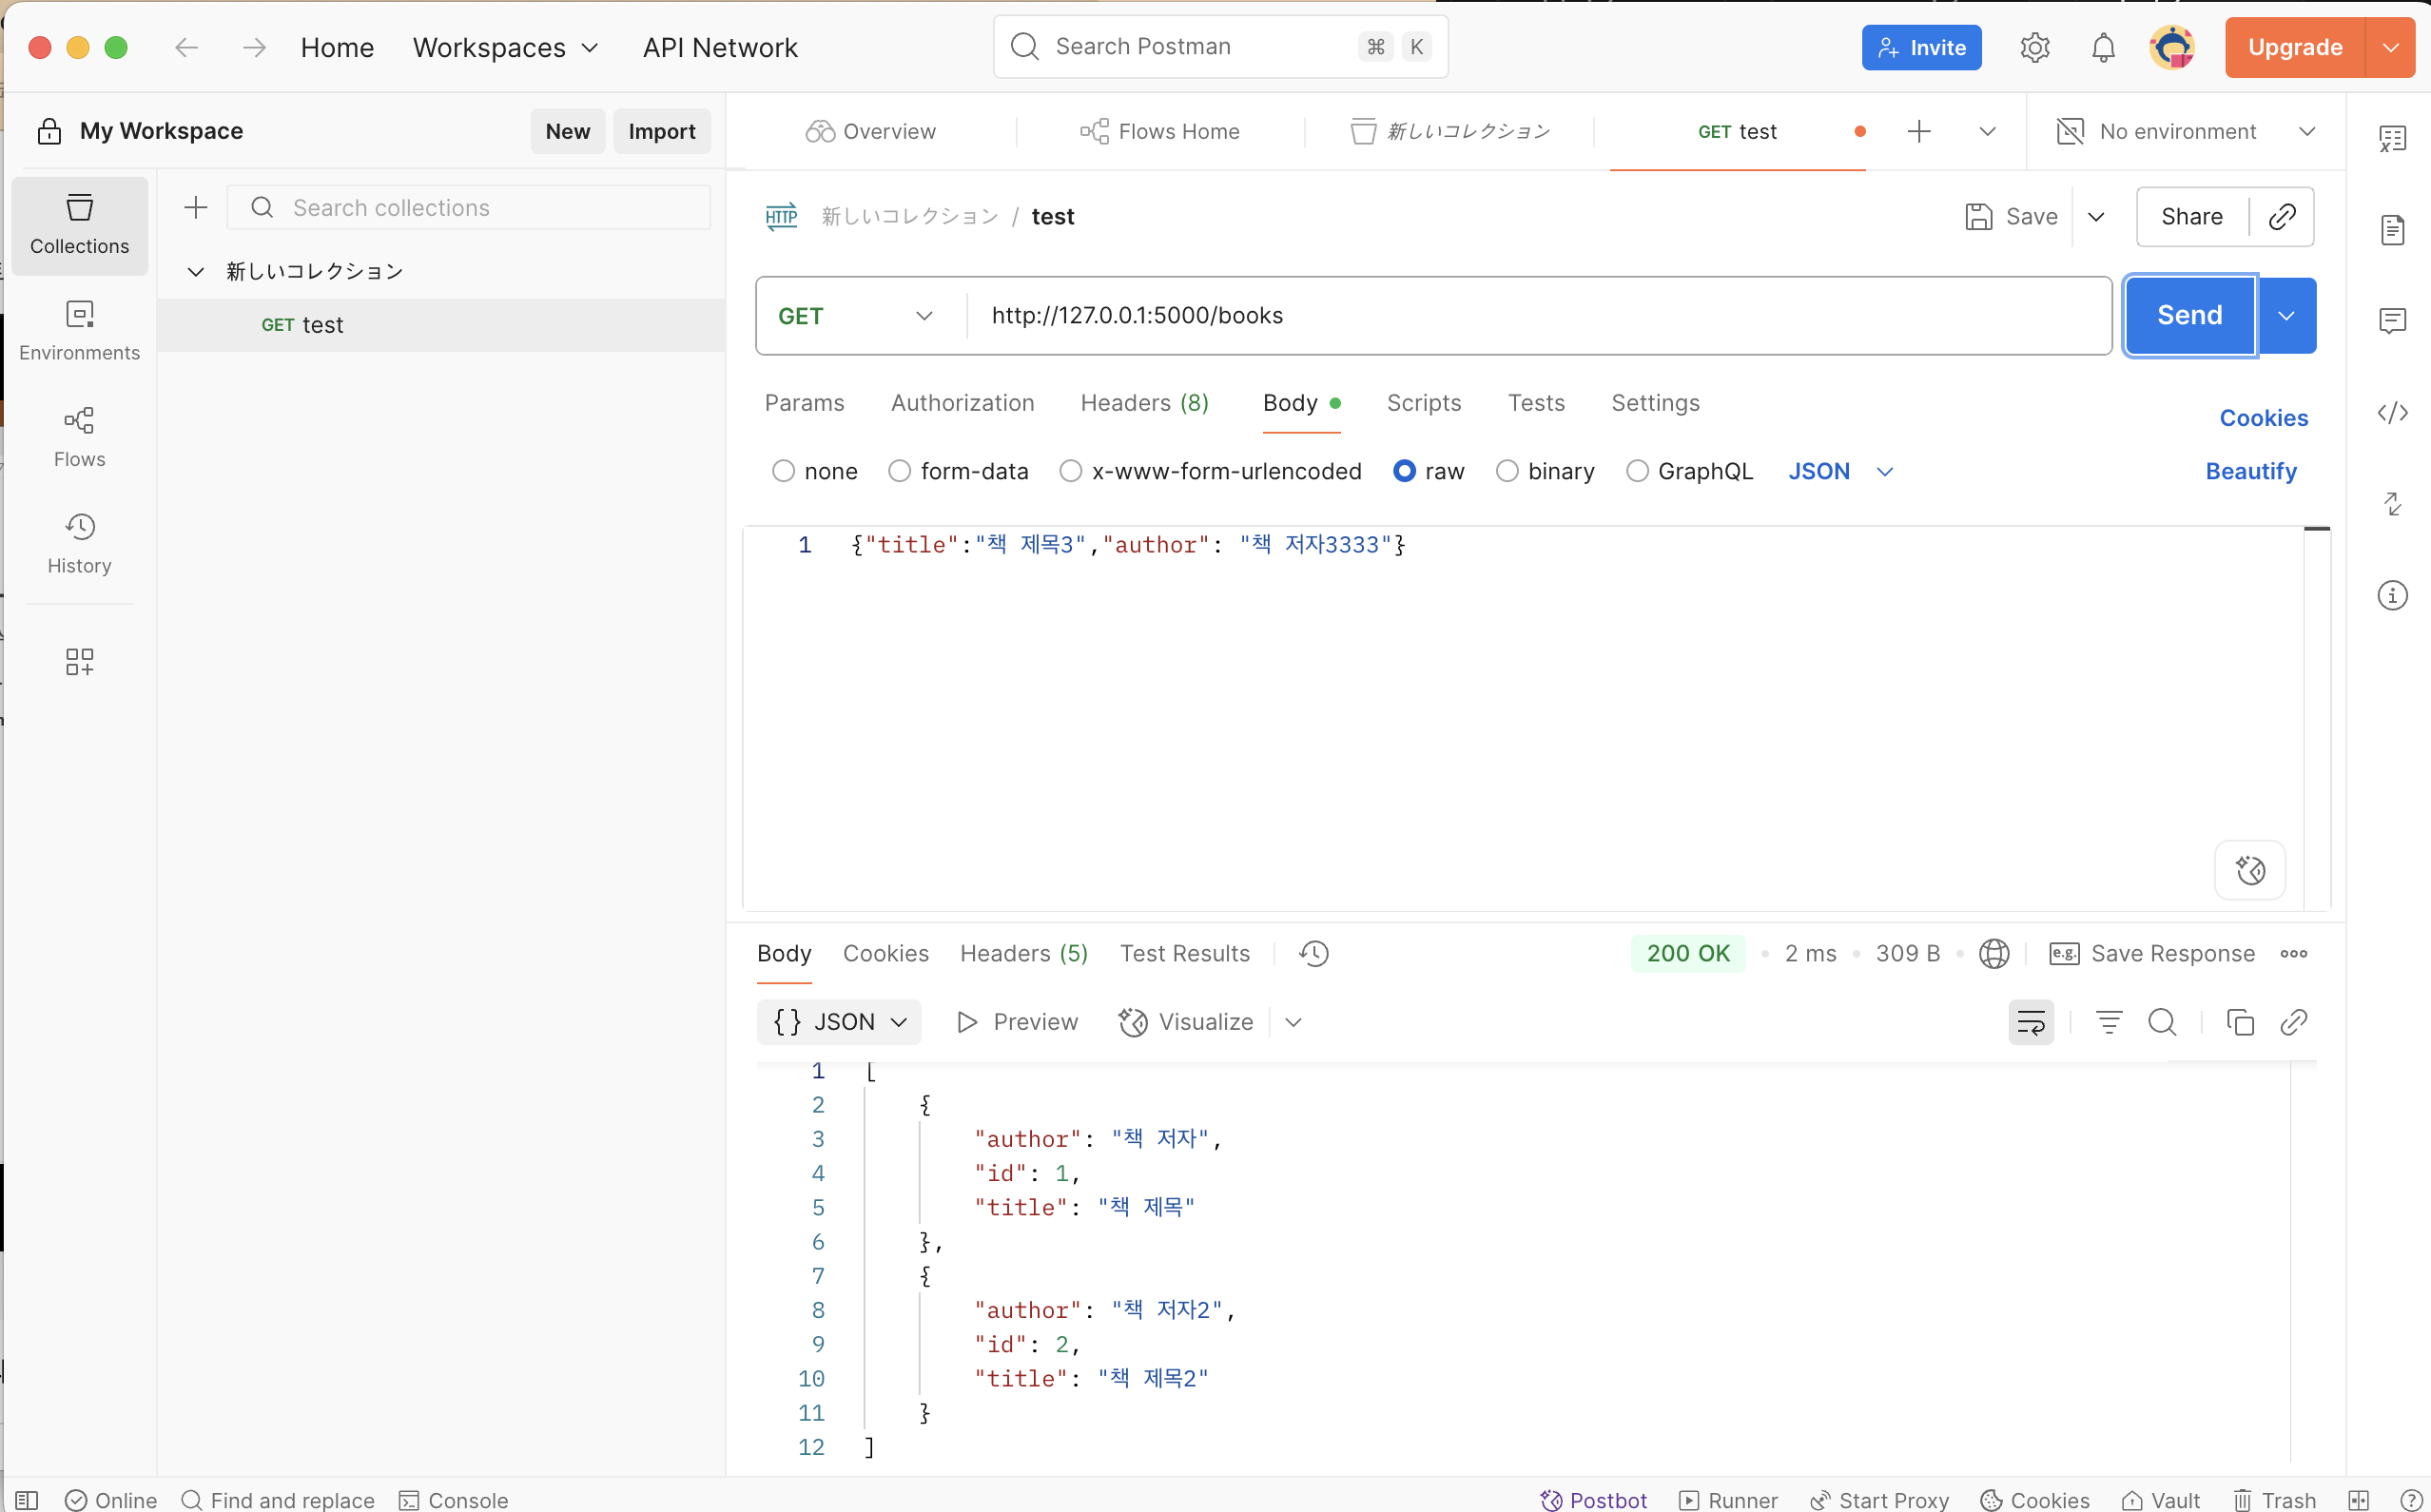 Home Workspaces API Network Search Postman ⌘ K Invite Upgrade
My Workspace New Import Overview Flows Home 新しいコレクション GET test No environment
Collections
Environments
Flows
History
Search collections
新しいコレクション
GET test
HTTP 新しいコレクション / test Save Share
GET http://127.0.0.1:5000/books Send
Params Authorization Headers (8) Body Scripts Tests Settings Cookies
none form-data x-www-form-urlencoded raw binary GraphQL JSON Beautify
1 {"title":"책 제목3","author": "책 저자3333"}
Body Cookies Headers (5) Test Results 200 OK 2 ms 309 B e.g. Save Response
{} JSON Preview Visualize
1 [
2 {
3 "author": "책 저자",
4 "id": 1,
5 "title": "책 제목"
6 },
7 {
8 "author": "책 저자2",
9 "id": 2,
10 "title": "책 제목2"
11 }
12 ]
Online Find and replace Console Postbot Runner Start Proxy Cookies Vault Trash